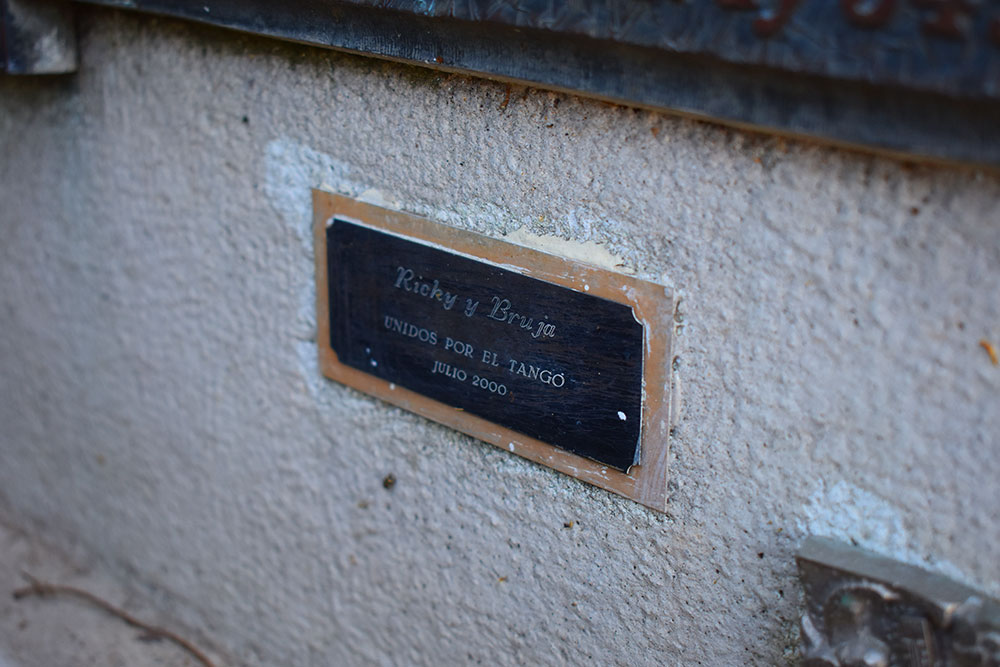 Ricky y Bruja
UNIDOS POR EL TANGO
JULIO 2000